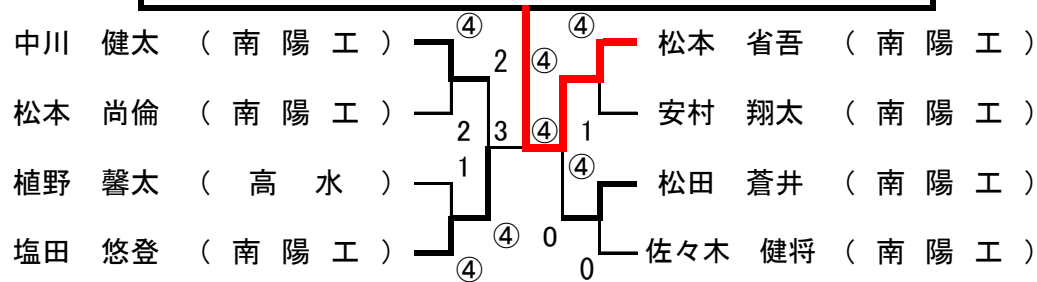 中川 健太 ( 南 陽 工 ) ④ 2 ④ ④ 松本 省吾 ( 南 陽 工 )
松本 尚倫 ( 南 陽 工 ) 2 3 ④ 1 安村 翔太 ( 南 陽 工 )
植野 馨太 ( 高 水 ) 1 ④ 松田 蒼井 ( 南 陽 工 )
塩田 悠登 ( 南 陽 工 ) ④ ④ 0 0 佐々木 健将 ( 南 陽 工 )